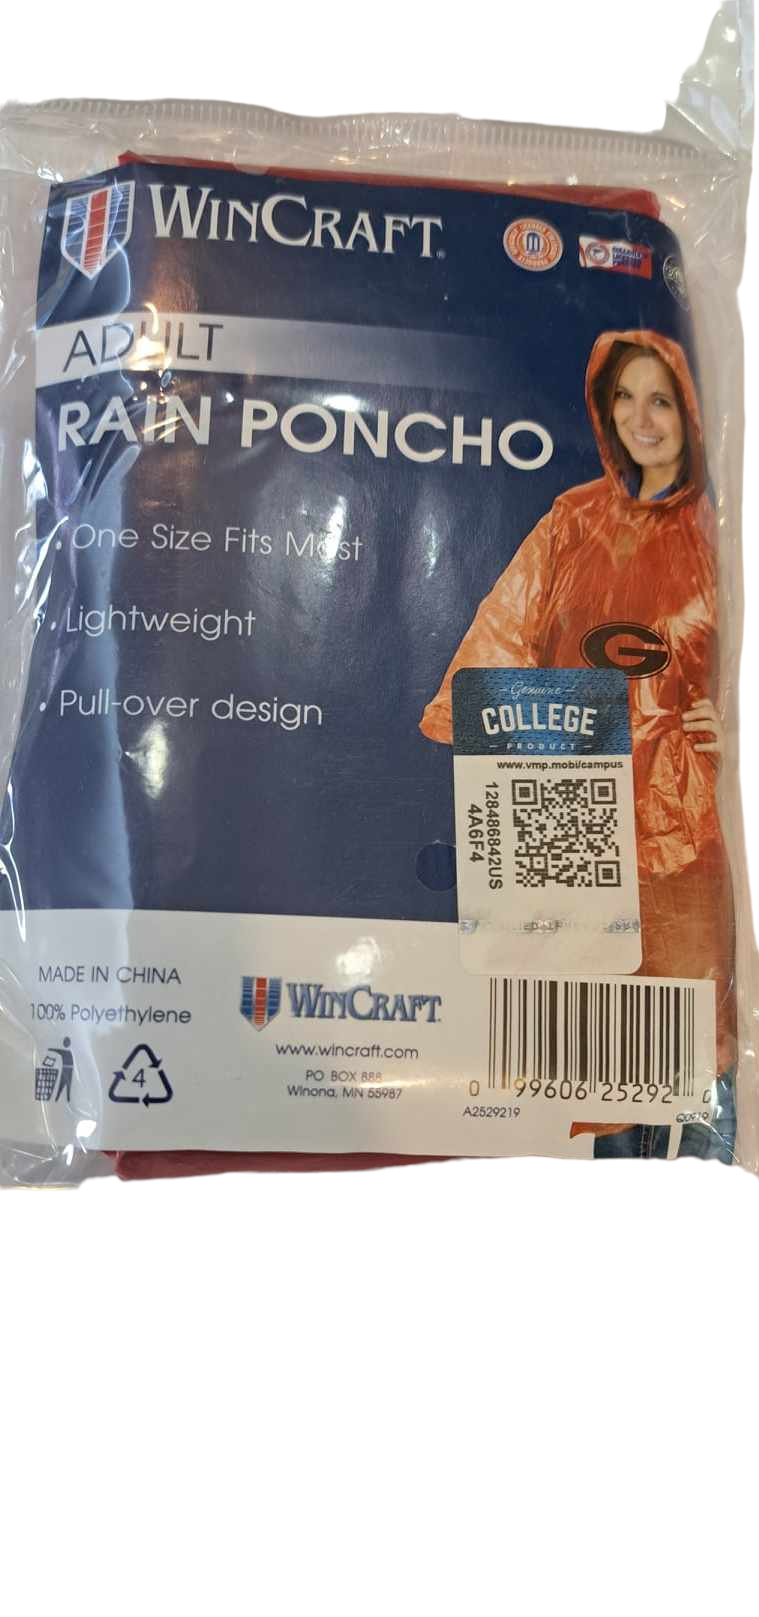 WINCRAFT®
ADULT
RAIN PONCHO
• One Size Fits Most
• Lightweight
• Pull-over design
G
Genuine
COLLEGE
PRODUCT
www.vmp.mobi/campus
128486842US
4A6F4
MADE IN CHINA
100% Polyethylene
4
WINCRAFT
www.wincraft.com
PO BOX 888
Winona, MN 55987
0 99606 25292 0
A2529219
Q0919